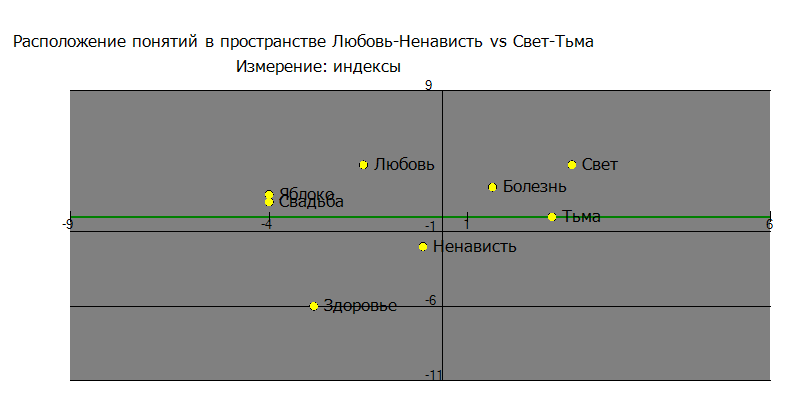 Расположение понятий в пространстве Любовь-Ненависть vs Свет-Тьма
Измерение: индексы
9
Любовь
Свет
Болезнь
Яблоко
Свадьба
Тьма
-9
-4
-1
1
6
Ненависть
-6
Здоровье
-11